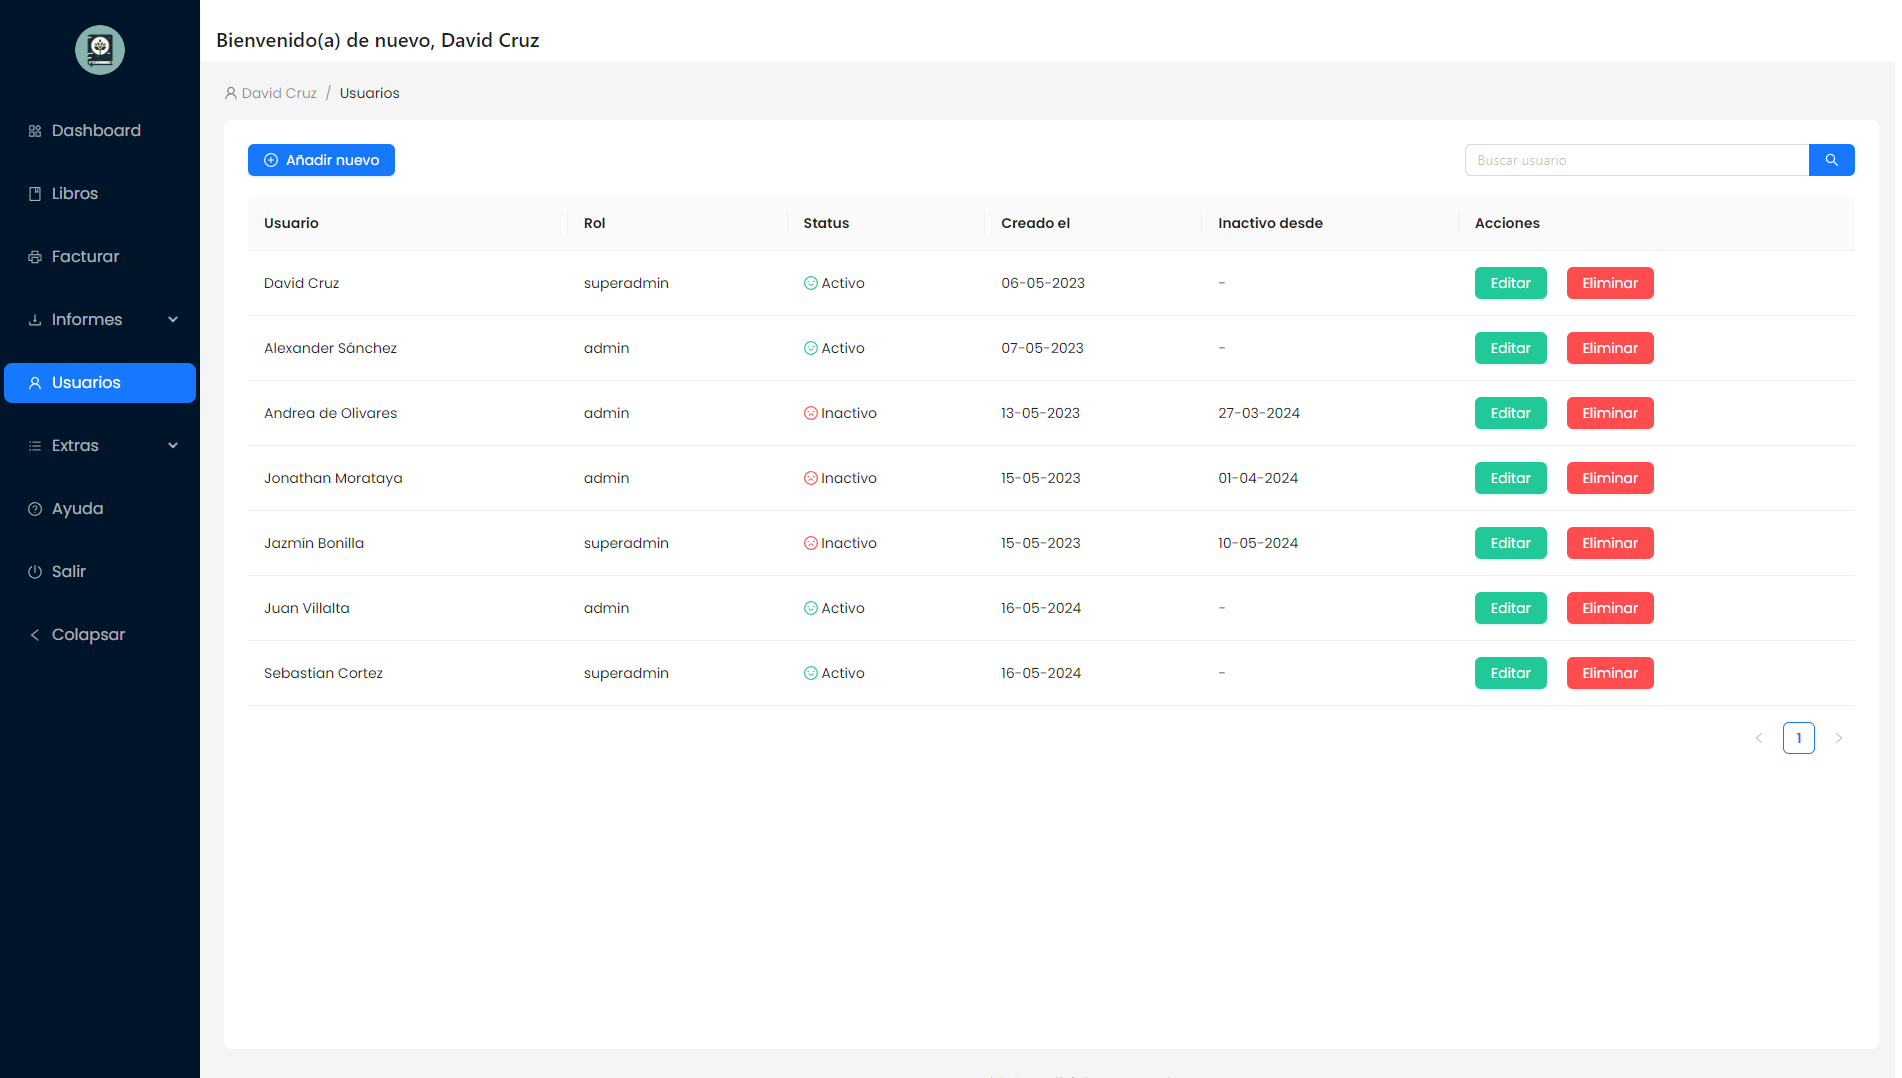 Bienvenido(a) de nuevo, David Cruz
David Cruz / Usuarios
Dashboard
Libros
Facturar
Informes
Usuarios
Extras
Ayuda
Salir
Colapsar
Añadir nuevo
Buscar usuario
Usuario Rol Status Creado el Inactivo desde Acciones
David Cruz superadmin Activo 06-05-2023 - Editar Eliminar
Alexander Sánchez admin Activo 07-05-2023 - Editar Eliminar
Andrea de Olivares admin Inactivo 13-05-2023 27-03-2024 Editar Eliminar
Jonathan Morataya admin Inactivo 15-05-2023 01-04-2024 Editar Eliminar
Jazmín Bonilla superadmin Inactivo 15-05-2023 10-05-2024 Editar Eliminar
Juan Villalta admin Activo 16-05-2024 - Editar Eliminar
Sebastian Cortez superadmin Activo 16-05-2024 - Editar Eliminar
< 1 >